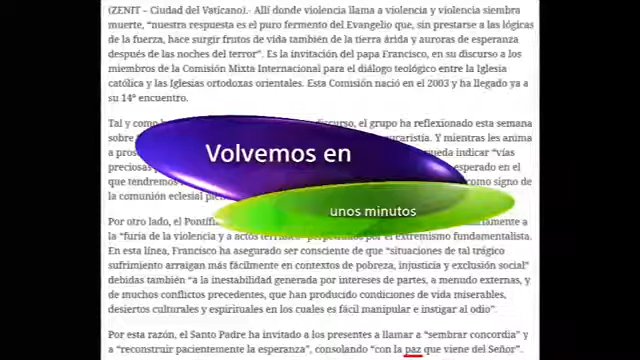 (ZENIT – Ciudad del Vaticano).- Allí donde violencia llama a violencia y violencia siembra
muerte, “nuestra respuesta es el puro fermento del Evangelio que, sin prestarse a las lógicas
de la fuerza, hace surgir frutos de vida también de la tierra árida y auroras de esperanza
después de las noches del terror”. Es la invitación del papa Francisco, en su discurso a los
miembros de la Comisión Mixta Internacional para el diálogo teológico entre la Iglesia
católica y las Iglesias ortodoxas orientales. Esta Comisión nació en el 2003 y ha llegado ya a
su 14º encuentro.
Tal y como discurso, el grupo ha reflexionado esta semana
sobre Y mientras les anima
a indicar “vías
preciosas esperado en el
que tendremos como signo de
la comunión eclesial
Volvemos en
unos minutos
Por otro lado, el a la
“furia de la violencia y a actos perpetrados por el extremismo fundamentalista.
En esta línea, Francisco ha asegurado ser consciente de que “situaciones de tal trágico
sufrimiento arraigan más fácilmente en contextos de pobreza, injusticia y exclusión social”
debidas también “a la inestabilidad generada por intereses de partes, a menudo externas, y
de muchos conflictos precedentes, que han producido condiciones de vida miserables,
desiertos culturales y espirituales en los cuales es fácil manipular e instigar al odio”.
Por esta razón, el Santo Padre ha invitado a los presentes a llamar a “sembrar concordia” y
a “reconstruir pacientemente la esperanza”, consolando “con la paz que viene del Señor”.